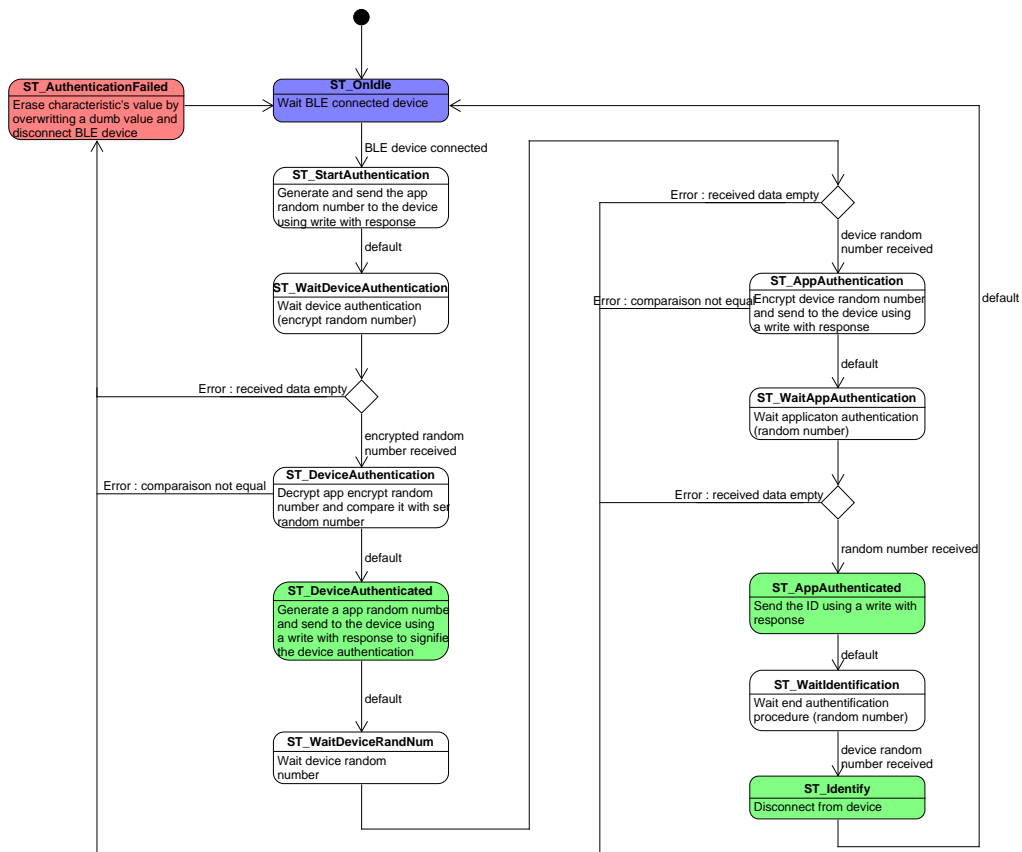 ST_AuthenticationFailed
Erase characteristic's value by
overwritting a dumb value and
disconnect BLE device
ST_OnIdle
Wait BLE connected device
BLE device connected
ST_StartAuthentication
Generate and send the app
random number to the device
using write with response
default
ST_WaitDeviceAuthentication
Wait device authentication
(encrypt random number)
Error : received data empty
encrypted random
number received
ST_DeviceAuthentication
Decrypt app encrypt random
number and compare it with ser
random number
Error : comparaison not equal
default
ST_DeviceAuthenticated
Generate a app random numbe
and send to the device using
a write with response to signifie
the device authentication
default
ST_WaitDeviceRandNum
Wait device random
number
Error : received data empty
device random
number received
ST_AppAuthentication
Encrypt device random number
and send to the device using
a write with response
Error : comparaison not equal
default
default
ST_WaitAppAuthentication
Wait applicaton authentication
(random number)
Error : received data empty
random number received
ST_AppAuthenticated
Send the ID using a write with
response
default
ST_WaitIdentification
Wait end authentification
procedure (random number)
device random
number received
ST_Identify
Disconnect from device